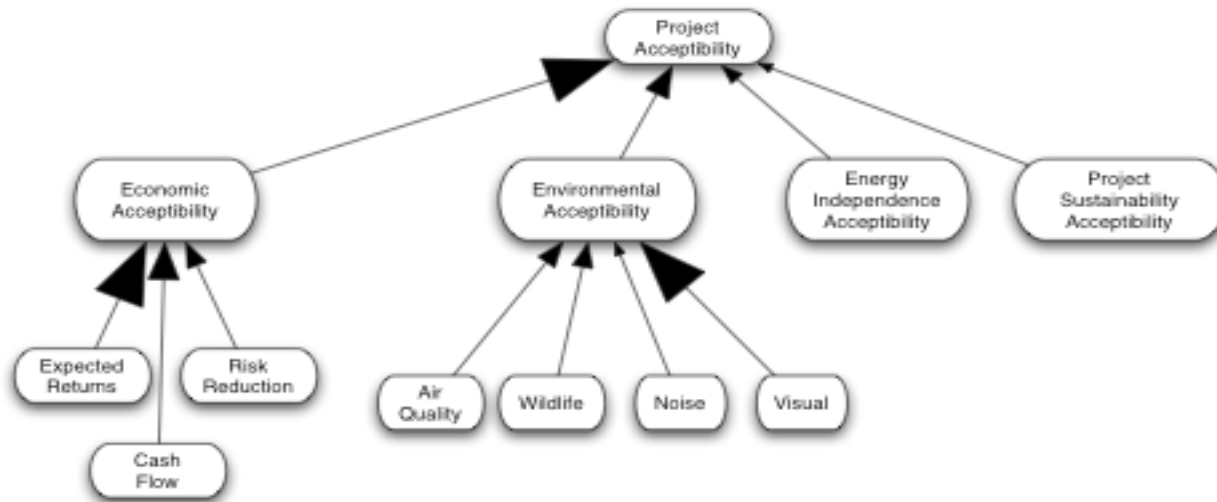 Project
Acceptibility
Economic
Acceptibility
Environmental
Acceptibility
Energy
Independence
Acceptibility
Project
Sustainability
Acceptibility
Expected
Returns
Risk
Reduction
Cash
Flow
Air
Quality
Wildlife
Noise
Visual